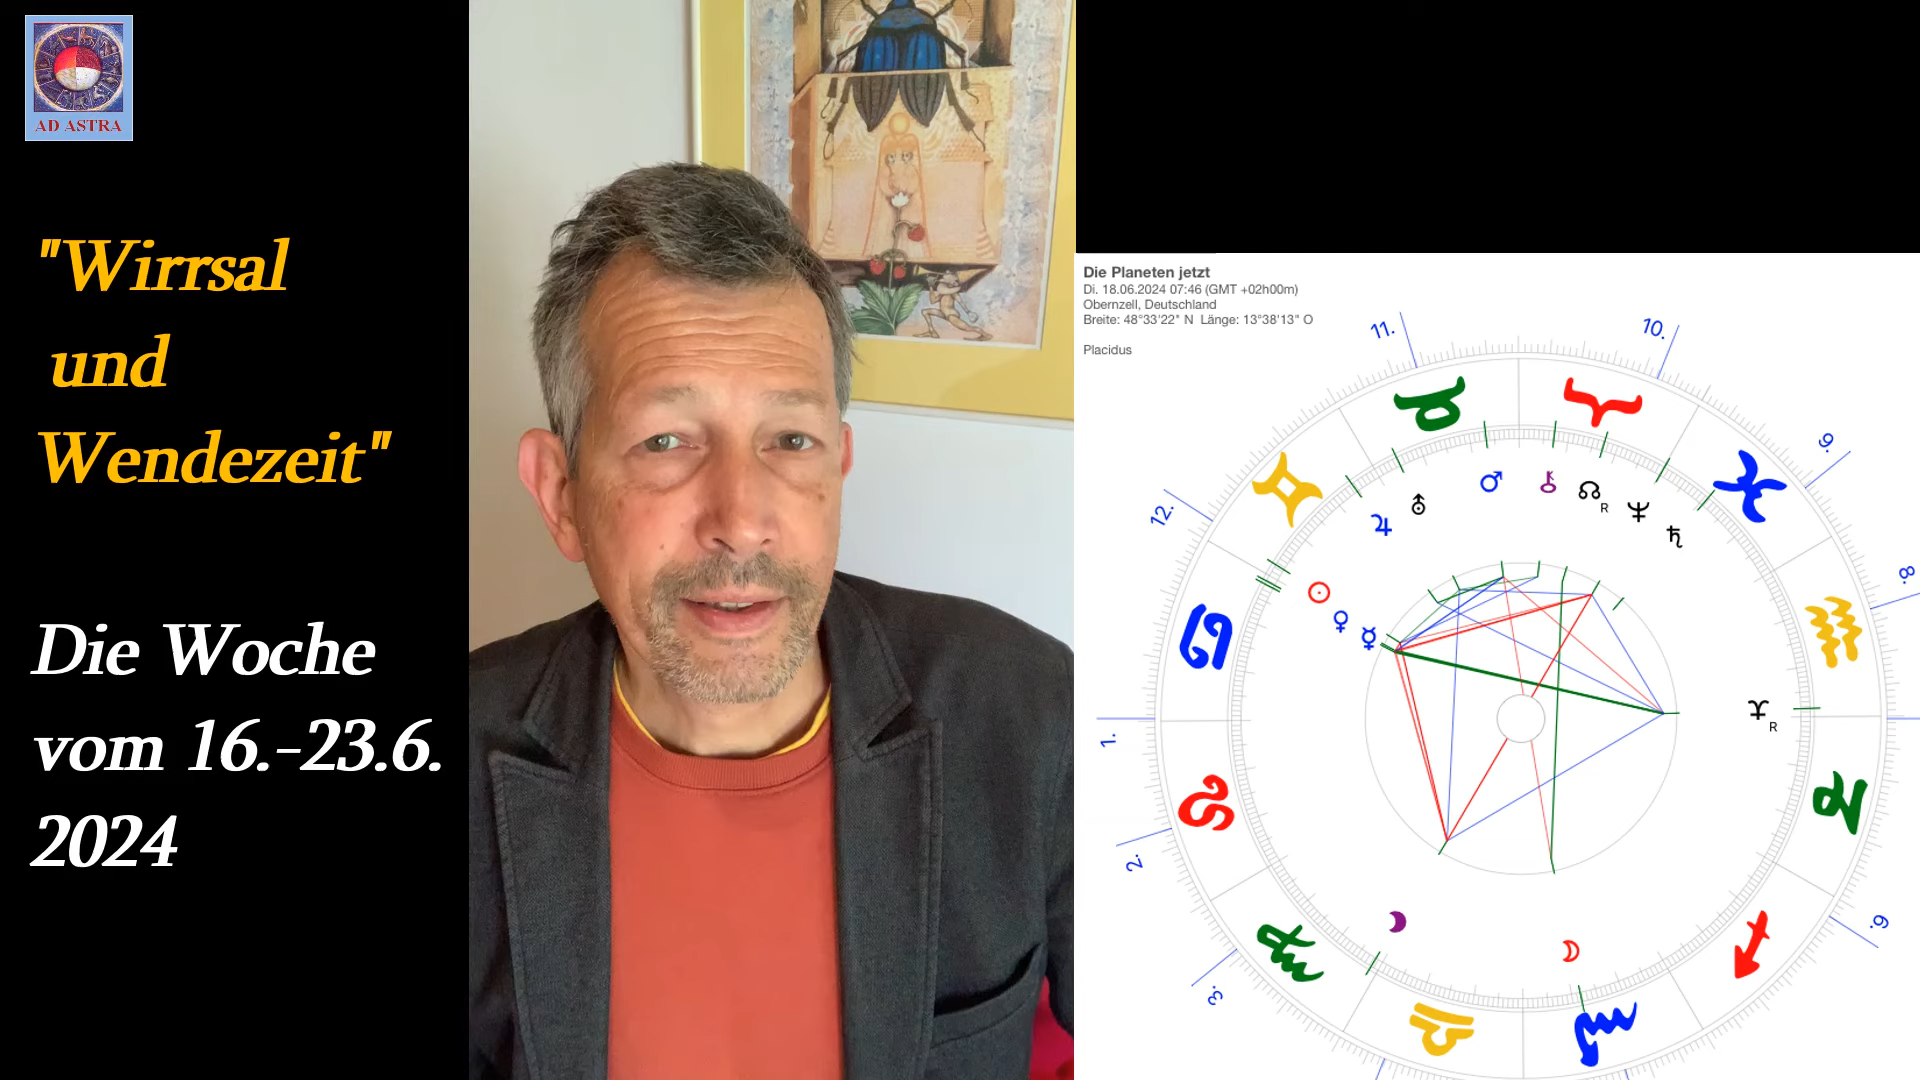 AD ASTRA
"Wirrsal
und
Wendezeit"
Die Woche
vom 16.-23.6.
2024
Die Planeten jetzt
Di. 18.06.2024 07:46 (GMT +02h00m)
Obernzell, Deutschland
Breite: 48°33'22" N Länge: 13°38'13" O
Placidus
11.
10.
9.
12.
8.
1.
2.
3.
6.
R
R